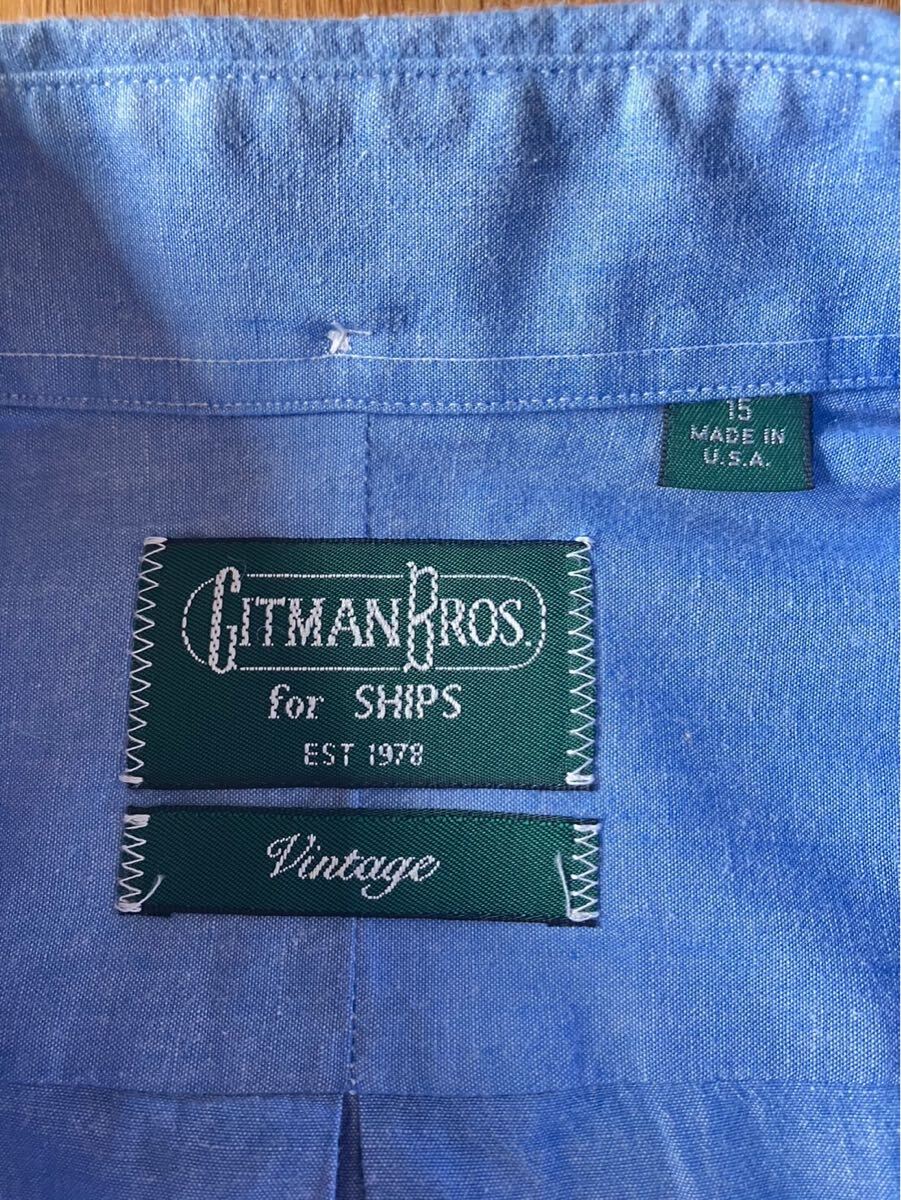 15
MADE IN
U.S.A.
GITMAN BROS.
for SHIPS
EST 1978
Vintage